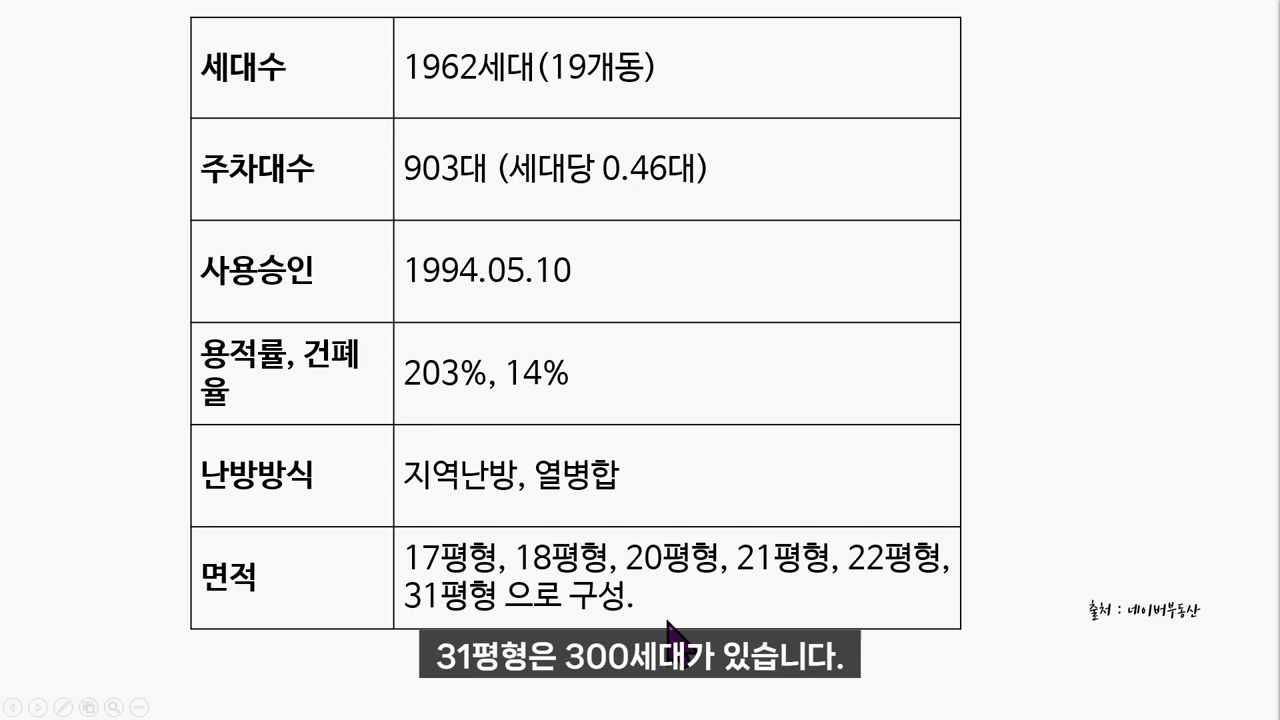 세대수
1962세대(19개동)
주차대수
903대 (세대당 0.46대)
사용승인
1994.05.10
용적률, 건폐
율
203%, 14%
난방방식
지역난방, 열병합
면적
17평형, 18평형, 20평형, 21평형, 22평형,
31평형 으로 구성.
출처 : 네이버부동산
31평형은 300세대가 있습니다.